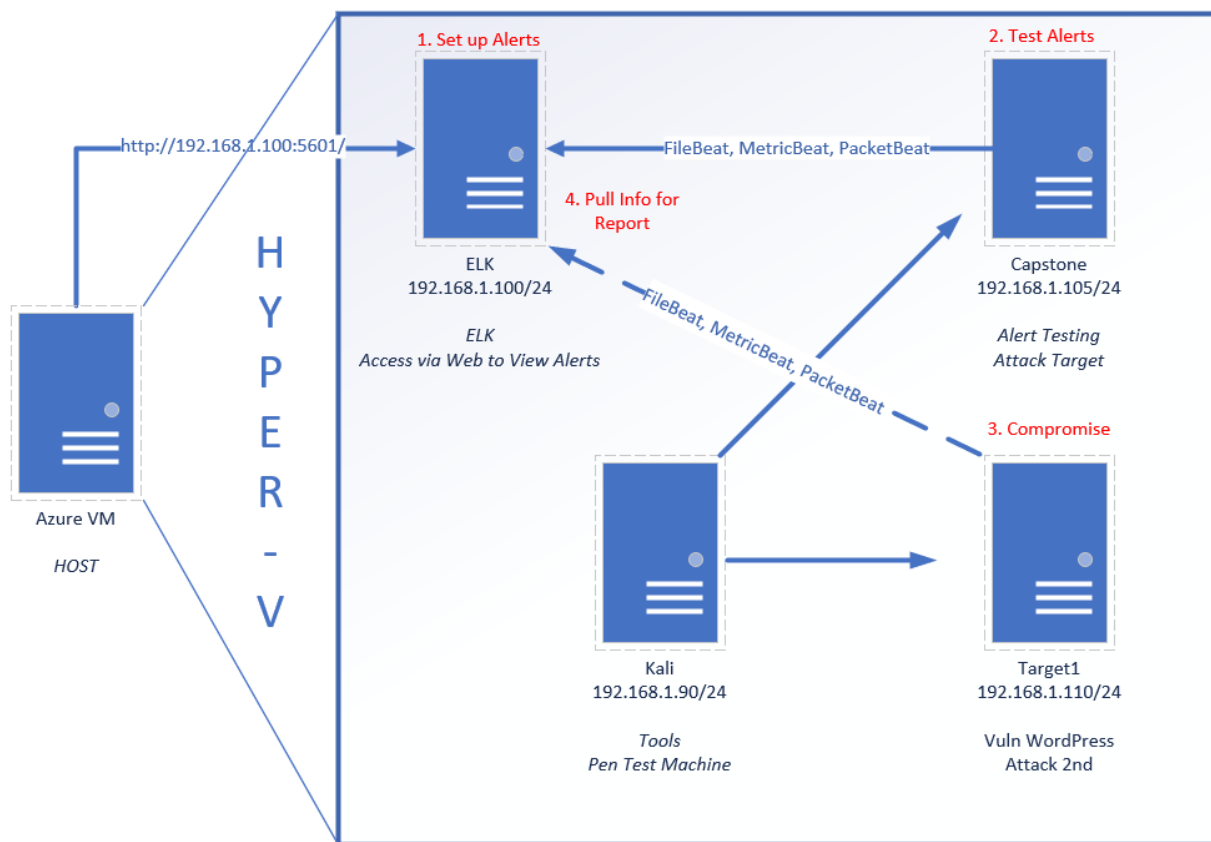 1. Set up Alerts
2. Test Alerts
http://192.168.1.100:5601/
FileBeat, MetricBeat, PacketBeat
4. Pull Info for
Report
HYPER-V
ELK
192.168.1.100/24
ELK
Access via Web to View Alerts
Capstone
192.168.1.105/24
Alert Testing
Attack Target
FileBeat, MetricBeat, PacketBeat
3. Compromise
Azure VM
HOST
Kali
192.168.1.90/24
Tools
Pen Test Machine
Target1
192.168.1.110/24
Vuln WordPress
Attack 2nd